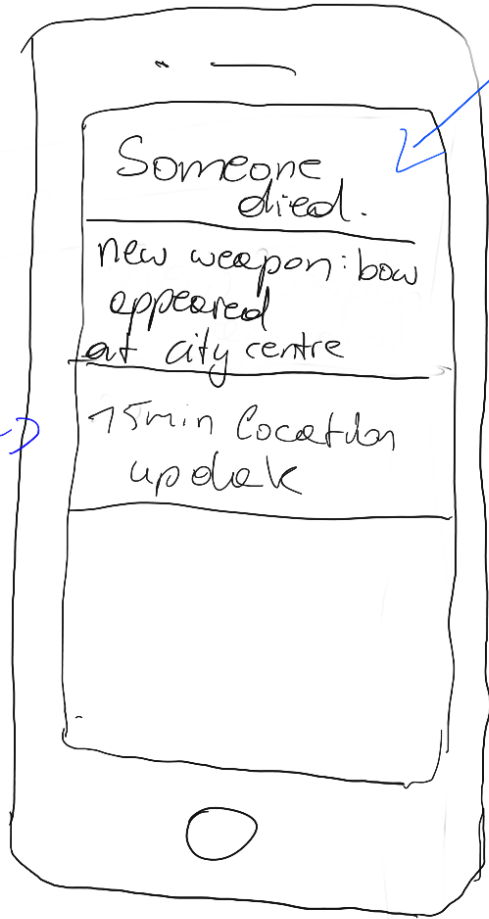 Someone
died.
new weapon: bow
appeared
at city centre
15min location
update